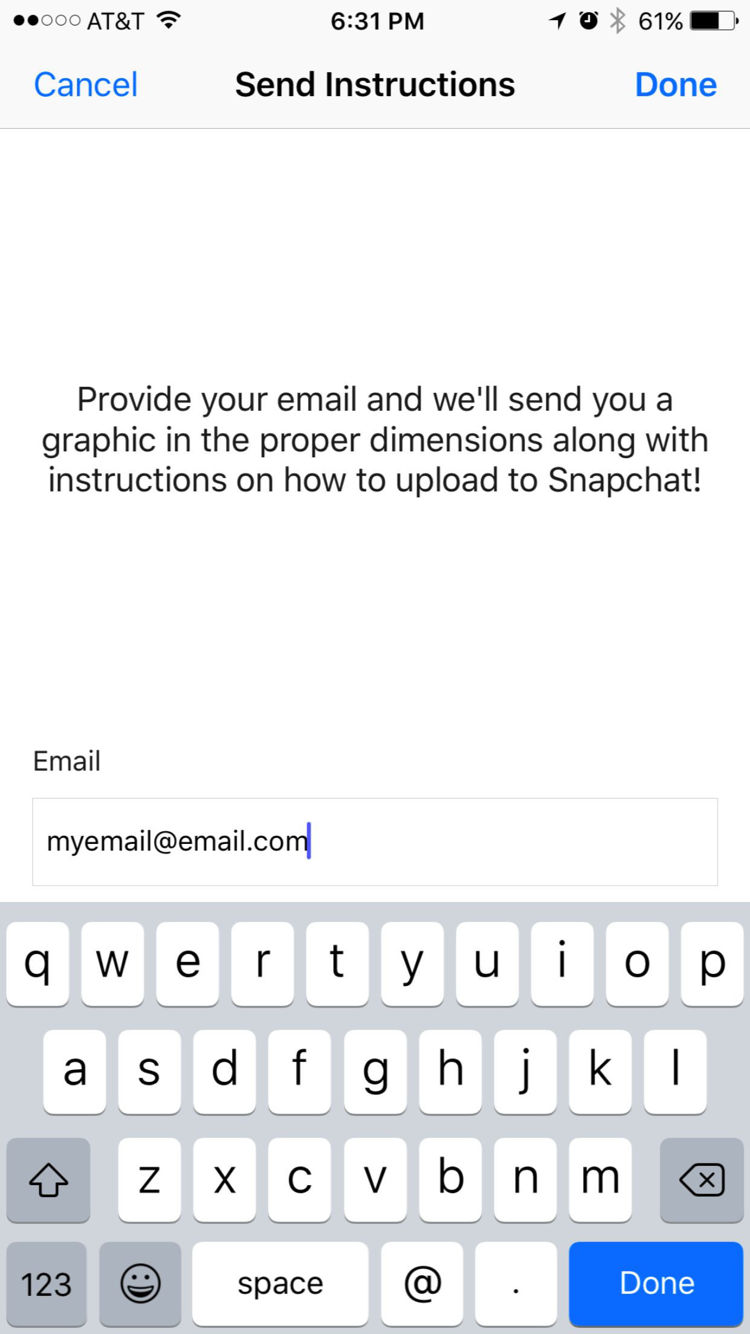 AT&T 6:31 PM 61%
Cancel Send Instructions Done
Provide your email and we'll send you a
graphic in the proper dimensions along with
instructions on how to upload to Snapchat!
Email
myemail@email.com
q w e r t y u i o p
a s d f g h j k l
z x c v b n m
123 space @ . Done